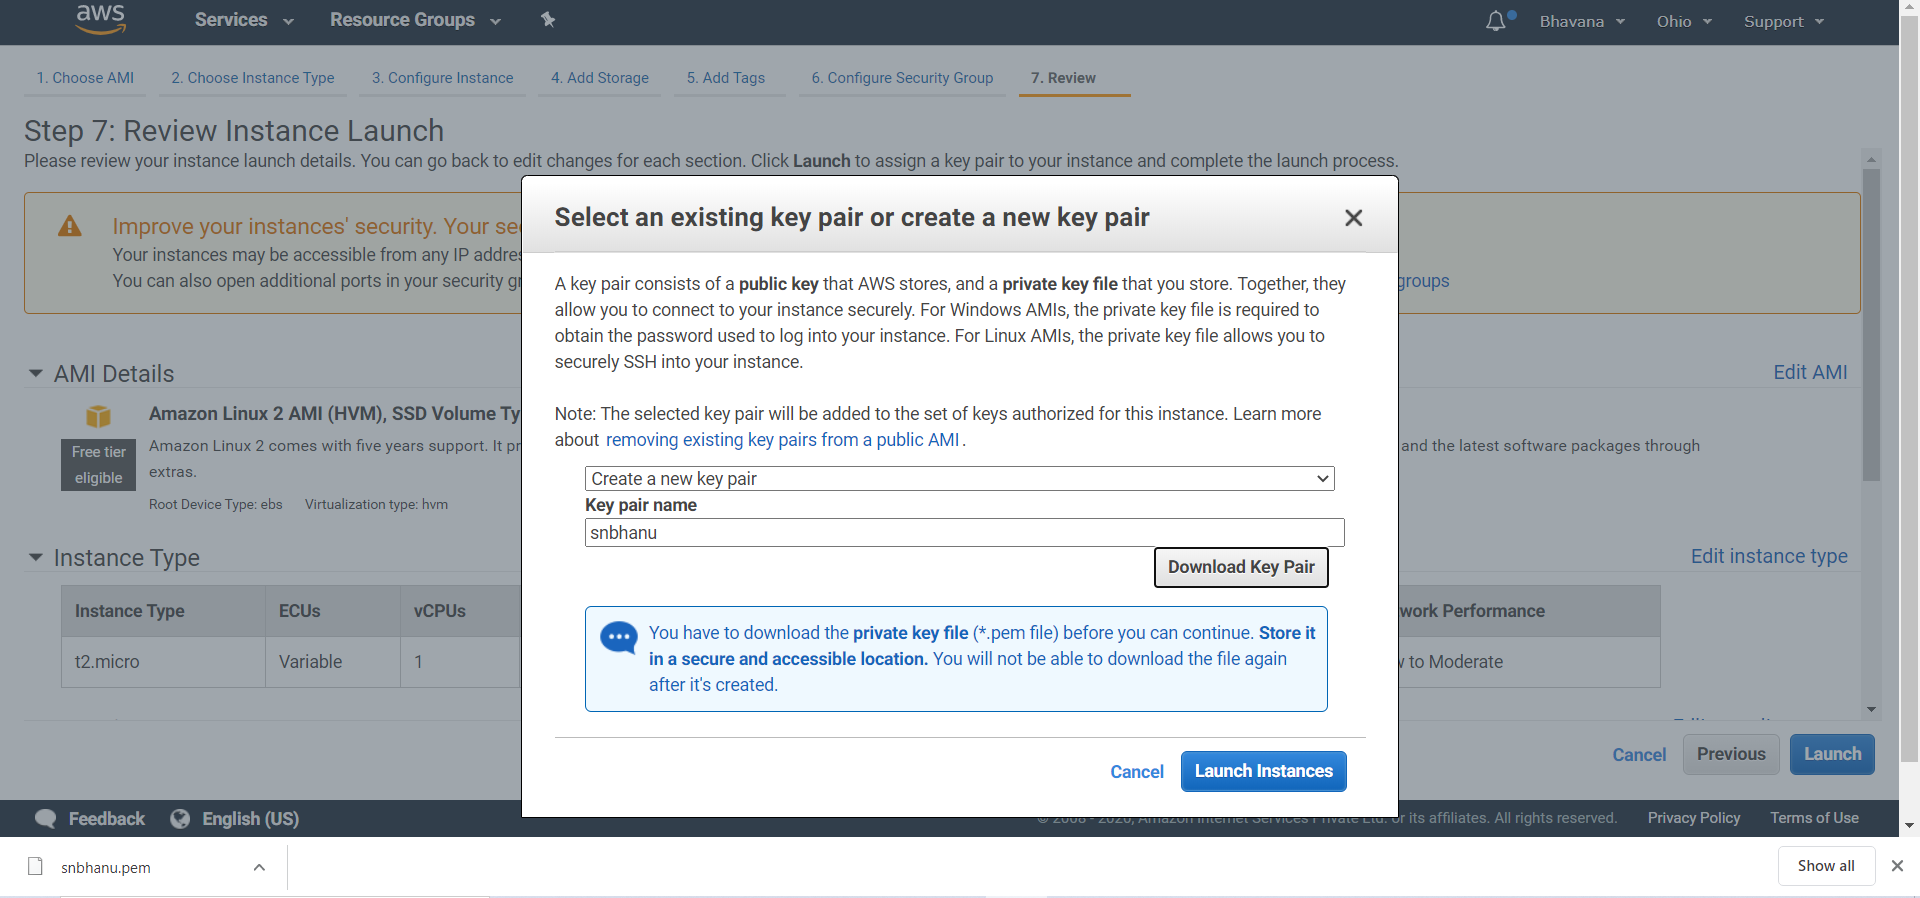 aws
Services
Resource Groups
Bhavana
Ohio
Support
1. Choose AMI
2. Choose Instance Type
3. Configure Instance
4. Add Storage
5. Add Tags
6. Configure Security Group
7. Review
Step 7: Review Instance Launch
Please review your instance launch details. You can go back to edit changes for each section. Click Launch to assign a key pair to your instance and complete the launch process.
Improve your instances' security. Your se
Your instances may be accessible from any IP addre
You can also open additional ports in your security gr
groups
AMI Details
Edit AMI
Amazon Linux 2 AMI (HVM), SSD Volume Ty
Free tier
eligible
Amazon Linux 2 comes with five years support. It pr
and the latest software packages through
extras.
Root Device Type: ebs
Virtualization type: hvm
Instance Type
Edit instance type
Instance Type
ECUs
vCPUs
work Performance
t2.micro
Variable
1
to Moderate
Select an existing key pair or create a new key pair
A key pair consists of a public key that AWS stores, and a private key file that you store. Together, they
allow you to connect to your instance securely. For Windows AMIs, the private key file is required to
obtain the password used to log into your instance. For Linux AMIs, the private key file allows you to
securely SSH into your instance.
Note: The selected key pair will be added to the set of keys authorized for this instance. Learn more
about removing existing key pairs from a public AMI.
Create a new key pair
Key pair name
snbhanu
Download Key Pair
You have to download the private key file (*.pem file) before you can continue. Store it
in a secure and accessible location. You will not be able to download the file again
after it's created.
Cancel
Launch Instances
Cancel
Previous
Launch
Feedback
English (US)
© 2008 - 2020, Amazon Internet Services Private Ltd. or its affiliates. All rights reserved.
Privacy Policy
Terms of Use
snbhanu.pem
Show all